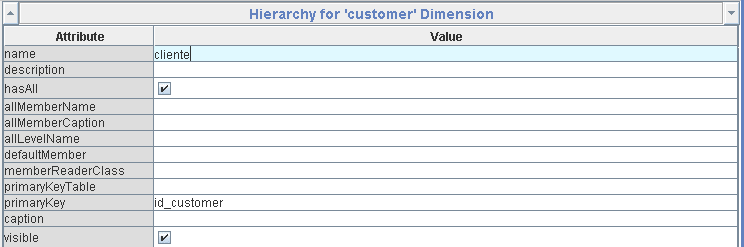 Hierarchy for 'customer' Dimension
Attribute Value
name cliente
description
hasAll
allMemberName
allMemberCaption
allLevelName
defaultMember
memberReaderClass
primaryKeyTable
primaryKey id_customer
caption
visible